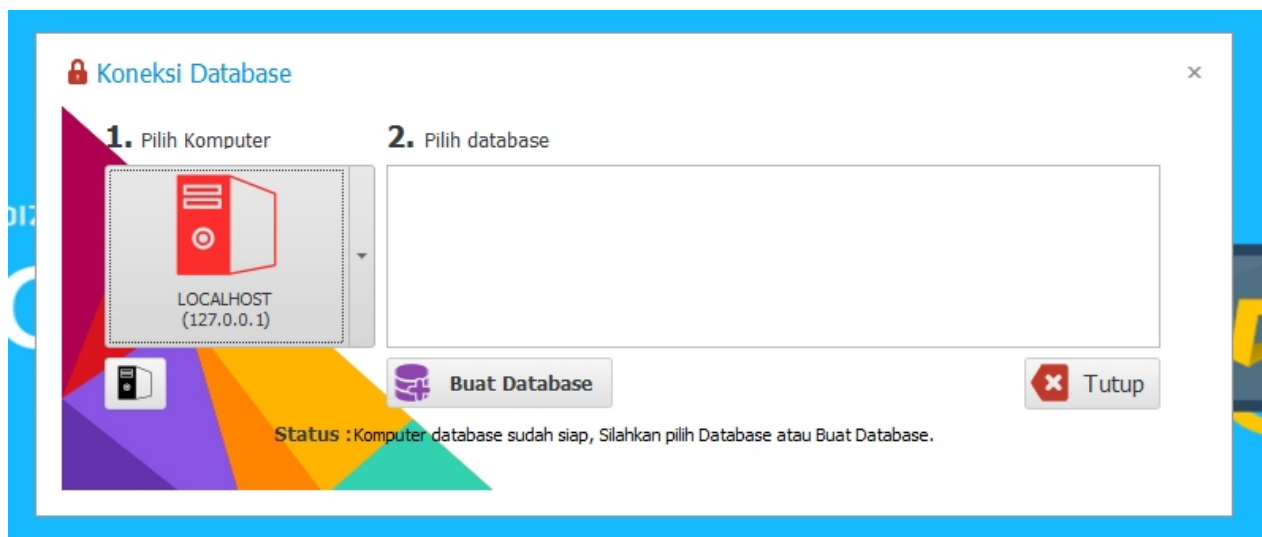 Koneksi Database
1. Pilih Komputer
2. Pilih database
LOCALHOST
(127.0.0.1)
Buat Database
Tutup
Status :Komputer database sudah siap, Silahkan pilih Database atau Buat Database.